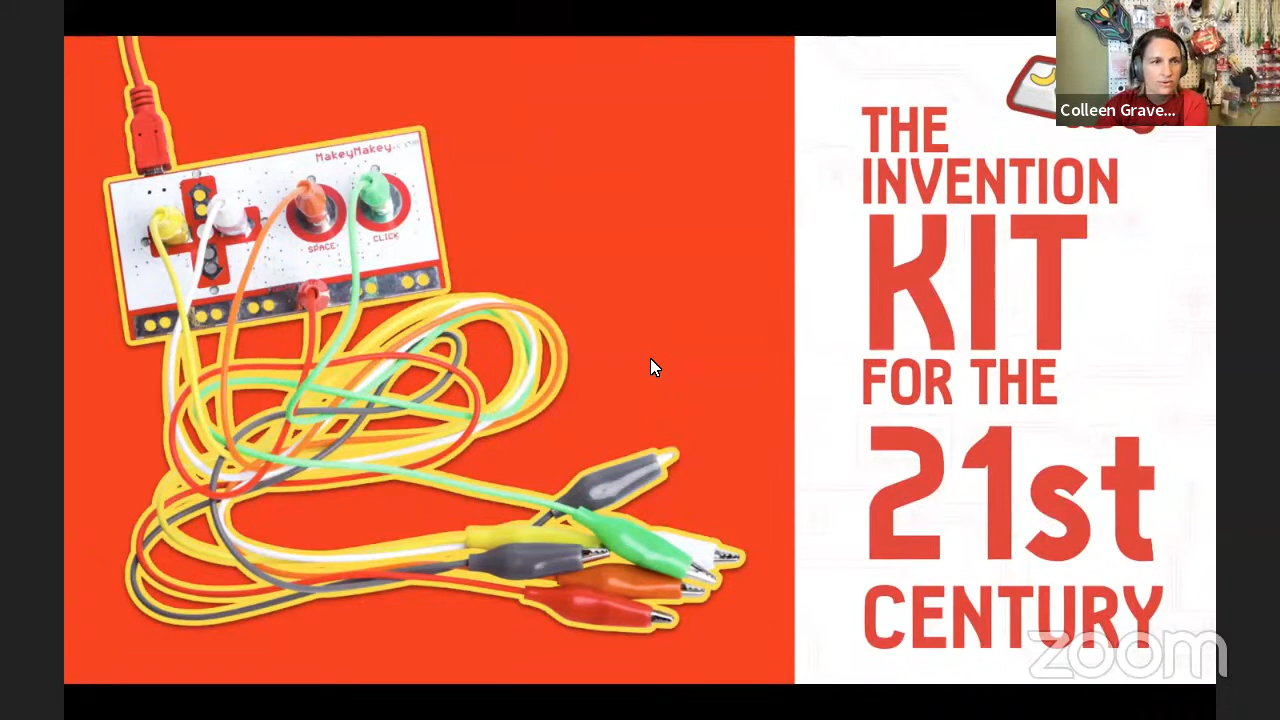 Colleen Grave...
MakeyMakey
SPACE
CLICK
THE
INVENTION
KIT
FOR THE
21st
CENTURY
zoom